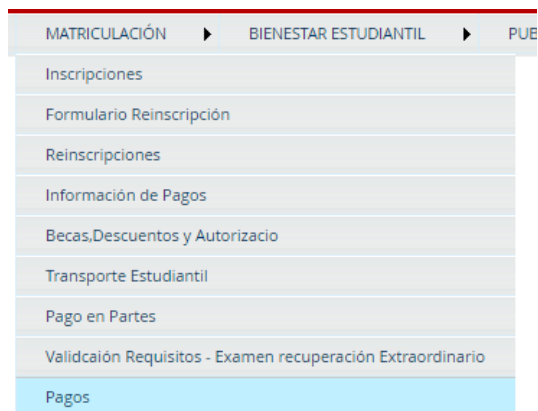 MATRICULACIÓN BIENESTAR ESTUDIANTIL PUB
Inscripciones
Formulario Reinscripción
Reinscripciones
Información de Pagos
Becas,Descuentos y Autorizacio
Transporte Estudiantil
Pago en Partes
Validcaión Requisitos - Examen recuperación Extraordinario
Pagos